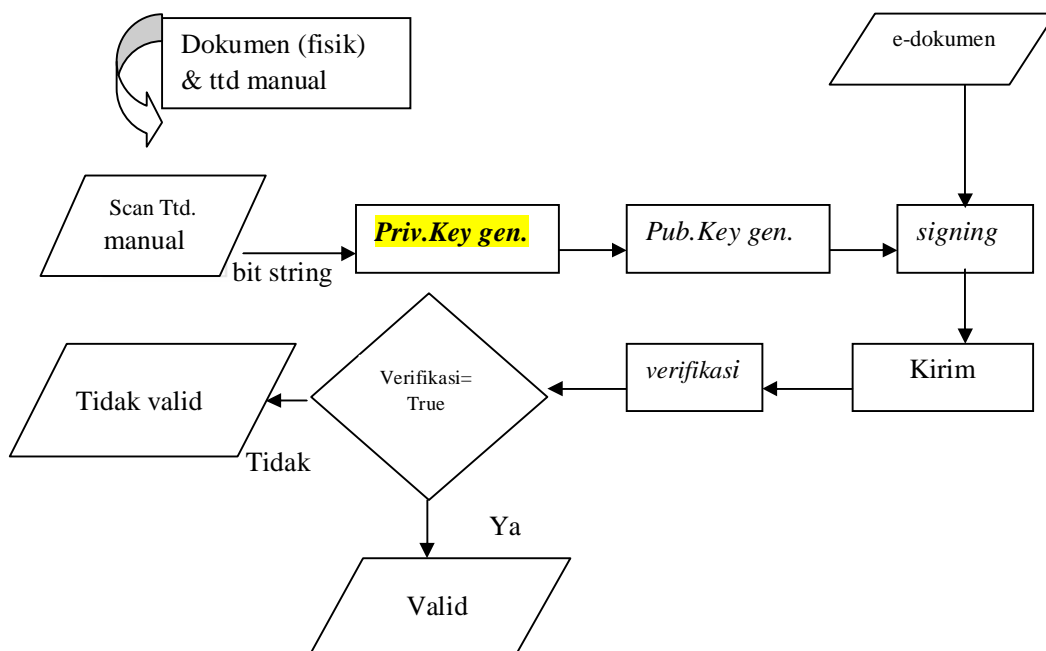 Dokumen (fisik)
& ttd manual
e-dokumen
Scan Ttd.
manual
bit string
Priv.Key gen.
Pub.Key gen.
signing
Tidak valid
Tidak
Verifikasi=
True
verifikasi
Kirim
Ya
Valid